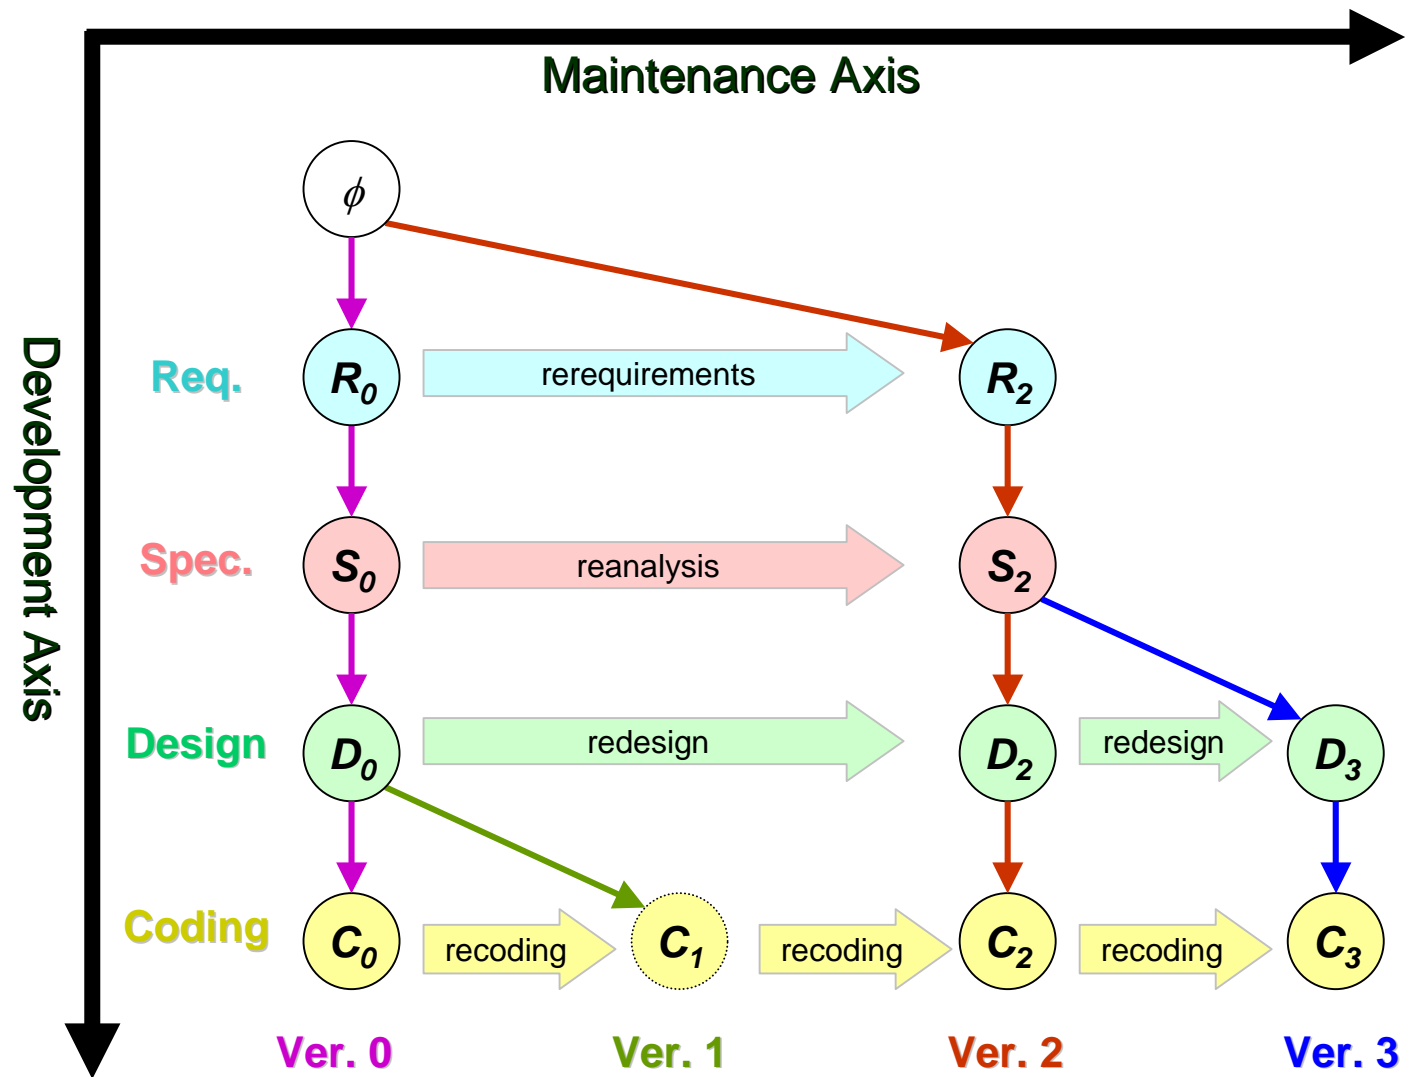 Maintenance Axis
Development Axis
ϕ
Req.
R0
rerequirements
R2
Spec.
S0
reanalysis
S2
Design
D0
redesign
D2
redesign
D3
Coding
C0
recoding
C1
recoding
C2
recoding
C3
Ver. 0
Ver. 1
Ver. 2
Ver. 3